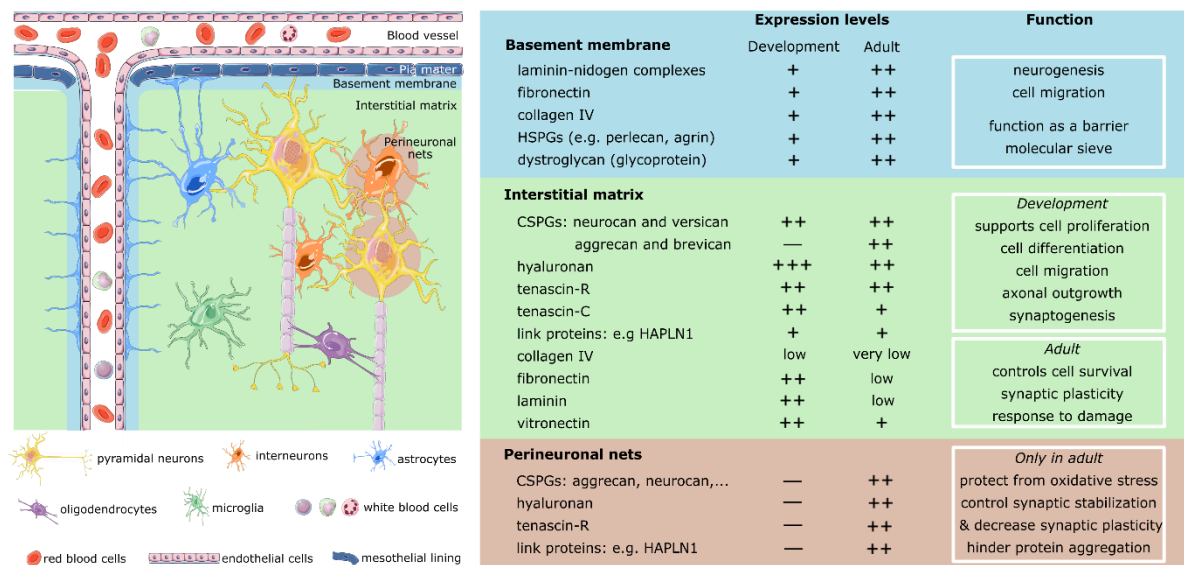 Blood vessel
Pia mater
Basement membrane
Interstitial matrix
Perineuronal
nets
pyramidal neurons
interneurons
astrocytes
oligodendrocytes
microglia
white blood cells
red blood cells
endothelial cells
mesothelial lining
Expression levels Function
Basement membrane Development Adult
laminin-nidogen complexes + ++
fibronectin + ++
collagen IV + ++
HSPGs (e.g. perlecan, agrin) + ++
dystroglycan (glycoprotein) + ++
neurogenesis
cell migration
function as a barrier
molecular sieve
Interstitial matrix
CSPGs: neurocan and versican ++ ++
aggrecan and brevican — ++
hyaluronan +++ ++
tenascin-R ++ ++
tenascin-C ++ +
link proteins: e.g HAPLN1 + +
collagen IV low very low
fibronectin ++ low
laminin ++ low
vitronectin ++ +
Development
supports cell proliferation
cell differentiation
cell migration
axonal outgrowth
synaptogenesis
Adult
controls cell survival
synaptic plasticity
response to damage
Perineuronal nets
CSPGs: aggrecan, neurocan,... — ++
hyaluronan — ++
tenascin-R — ++
link proteins: e.g. HAPLN1 — ++
Only in adult
protect from oxidative stress
control synaptic stabilization
& decrease synaptic plasticity
hinder protein aggregation